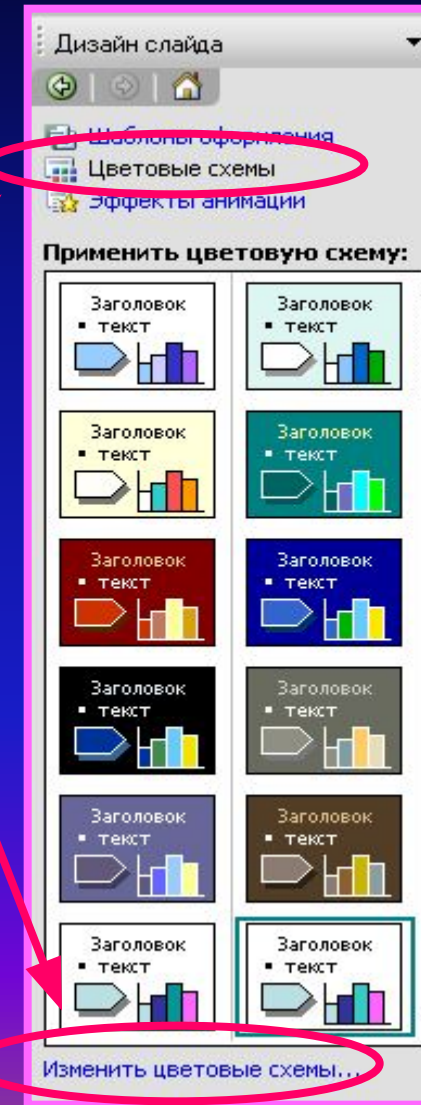 Дизайн слайда
Шаблоны оформления
Цветовые схемы
Эффекты анимации
Применить цветовую схему:
Заголовок
текст
Заголовок
текст
Заголовок
текст
Заголовок
текст
Заголовок
текст
Заголовок
текст
Заголовок
текст
Заголовок
текст
Заголовок
текст
Заголовок
текст
Заголовок
текст
Заголовок
текст
Изменить цветовые схемы...